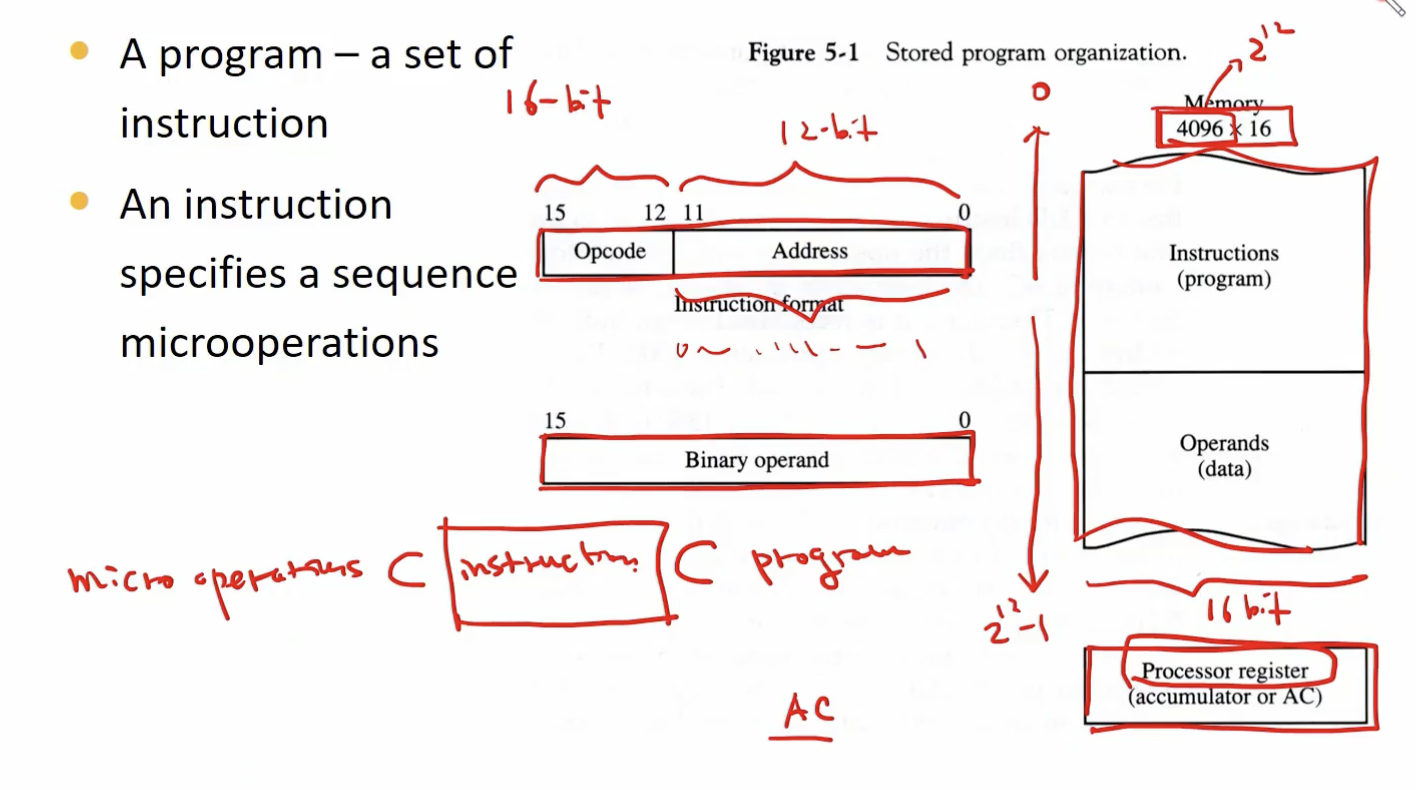 • A program – a set of
instruction
• An instruction
specifies a sequence
microoperations
Figure 5-1 Stored program organization.
16-bit
12-bit
15 12 11 0
Opcode Address
Instruction format
0 1
15 0
Binary operand
0
2^12-1
2^12
Memory
4096 × 16
Instructions
(program)
Operands
(data)
16 bit
Processor register
(accumulator or AC)
micro operations ⊂ instruction ⊂ program
AC